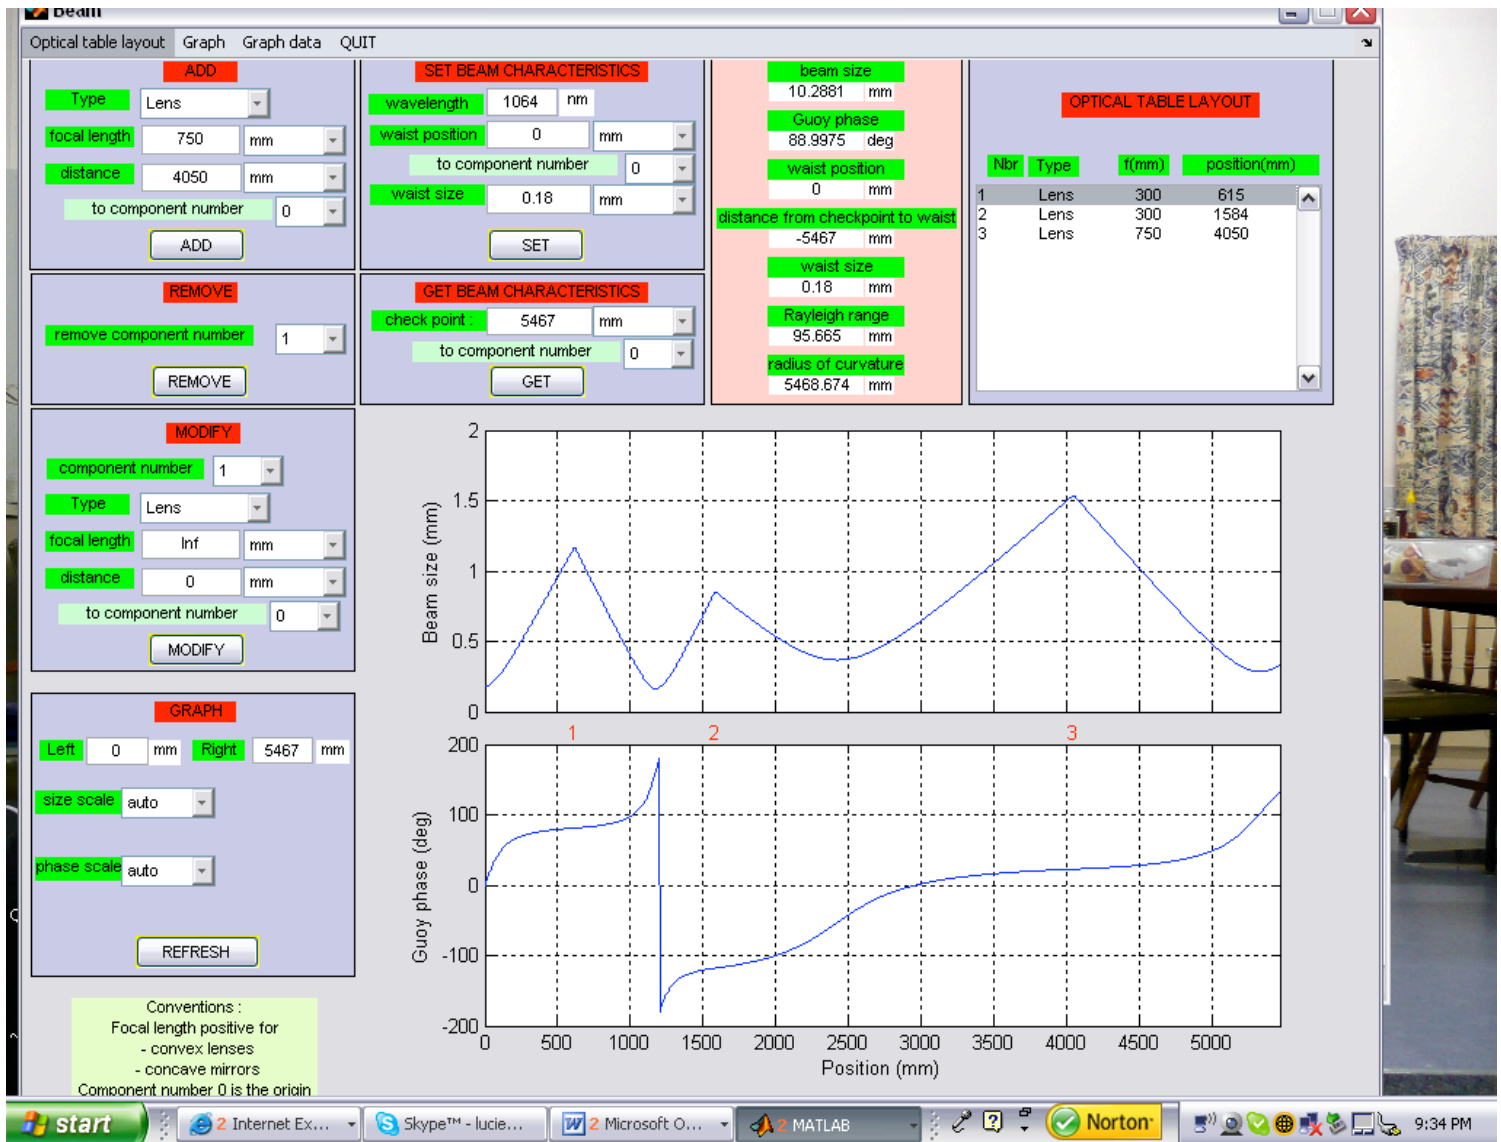 Beam
Optical table layout Graph Graph data QUIT
ADD
Type Lens
focal length 750 mm
distance 4050 mm
to component number 0
ADD
SET BEAM CHARACTERISTICS
wavelength 1064 nm
waist position 0 mm
to component number 0
waist size 0.18 mm
SET
beam size
10.2881 mm
Guoy phase
88.9975 deg
waist position
0 mm
distance from checkpoint to waist
-5467 mm
waist size
0.18 mm
Rayleigh range
95.665 mm
radius of curvature
5468.674 mm
OPTICAL TABLE LAYOUT
Nbr Type f(mm) position(mm)
1 Lens 300 615
2 Lens 300 1584
3 Lens 750 4050
REMOVE
remove component number 1
REMOVE
GET BEAM CHARACTERISTICS
check point : 5467 mm
to component number 0
GET
MODIFY
component number 1
Type Lens
focal length Inf mm
distance 0 mm
to component number 0
MODIFY
GRAPH
Left 0 mm Right 5467 mm
size scale auto
phase scale auto
REFRESH
Conventions :
Focal length positive for
- convex lenses
- concave mirrors
Component number 0 is the origin
2
1.5
1
0.5
0
Beam size (mm)
1 2 3
200
100
0
-100
-200
Guoy phase (deg)
0 500 1000 1500 2000 2500 3000 3500 4000 4500 5000
Position (mm)
start 2 Internet Ex... Skype™ - lucie... 2 Microsoft O... 2 MATLAB Norton 9:34 PM